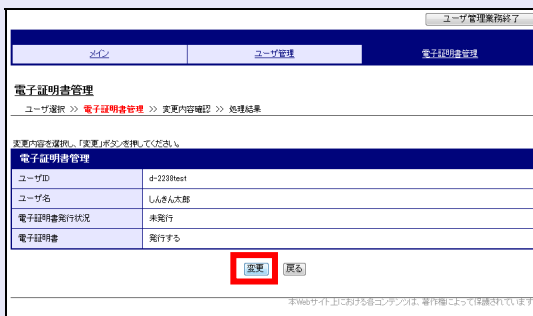 ユーザ管理業務終了
メイン ユーザ管理 電子証明書管理
電子証明書管理
ユーザ選択 >> 電子証明書管理 >> 変更内容確認 >> 処理結果
変更内容を選択し、「変更」ボタンを押してください。
電子証明書管理
ユーザID d-2238test
ユーザ名 しんきん太郎
電子証明書発行状況 未発行
電子証明書 発行する
変更 戻る
本Webサイト上における各コンテンツは、著作権によって保護されています